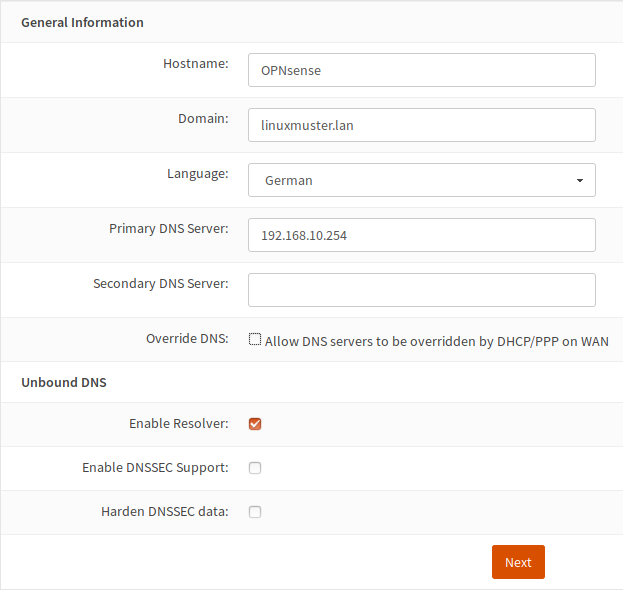 General Information
Hostname: OPNsense
Domain: linuxmuster.lan
Language: German
Primary DNS Server: 192.168.10.254
Secondary DNS Server:
Override DNS: Allow DNS servers to be overridden by DHCP/PPP on WAN
Unbound DNS
Enable Resolver:
Enable DNSSEC Support:
Harden DNSSEC data:
Next